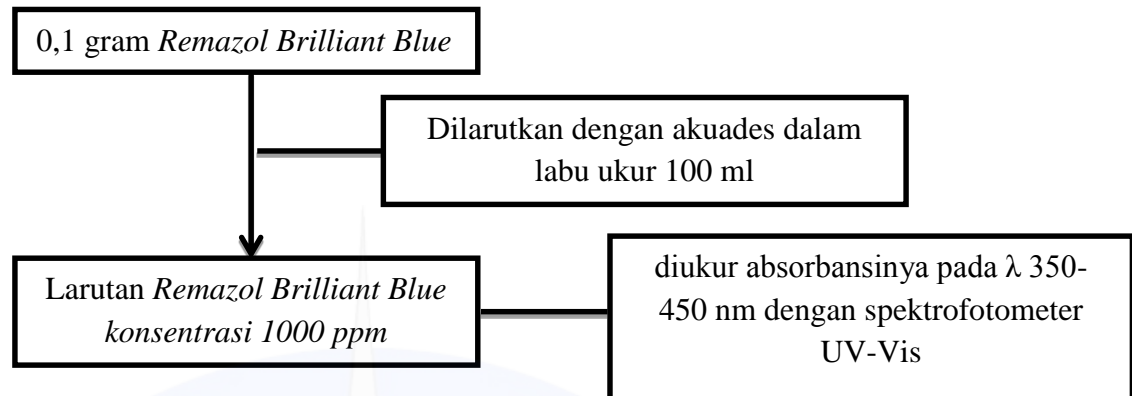 0,1 gram Remazol Brilliant Blue
Dilarutkan dengan akuades dalam
labu ukur 100 ml
Larutan Remazol Brilliant Blue
konsentrasi 1000 ppm
diukur absorbansinya pada λ 350-
450 nm dengan spektrofotometer
UV-Vis